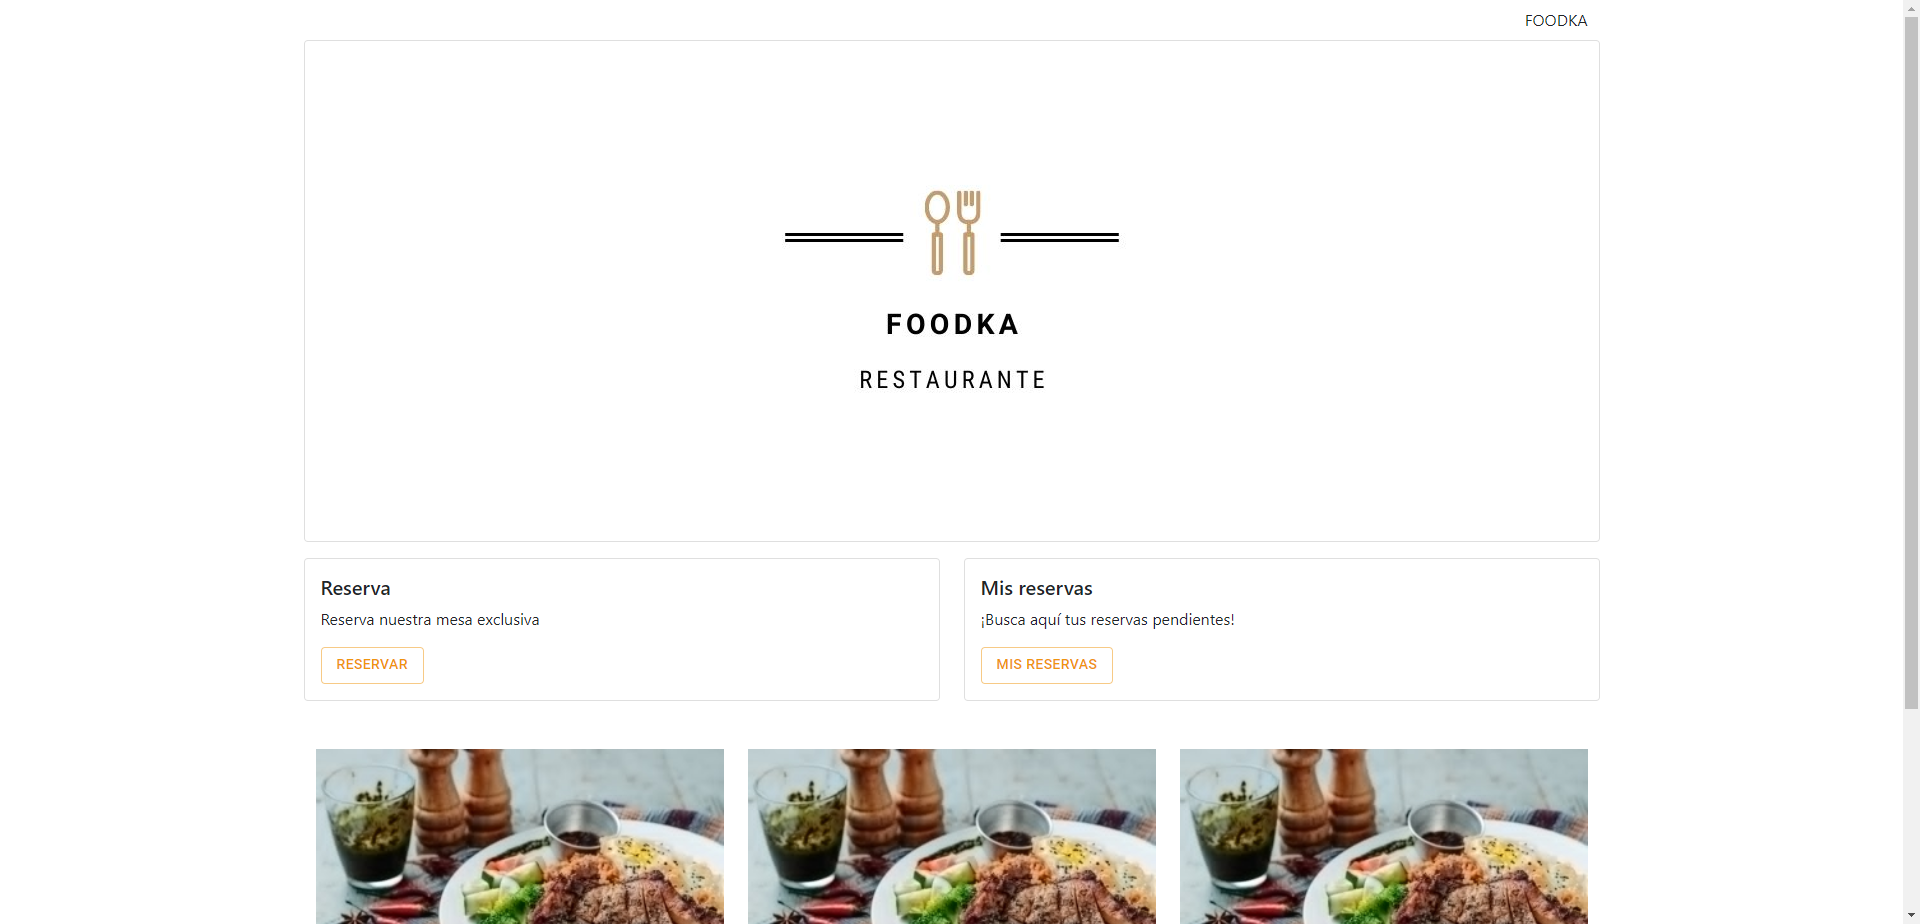 FOODKA
FOODKA
RESTAURANTE
Reserva
Reserva nuestra mesa exclusiva
RESERVAR
Mis reservas
¡Busca aquí tus reservas pendientes!
MIS RESERVAS